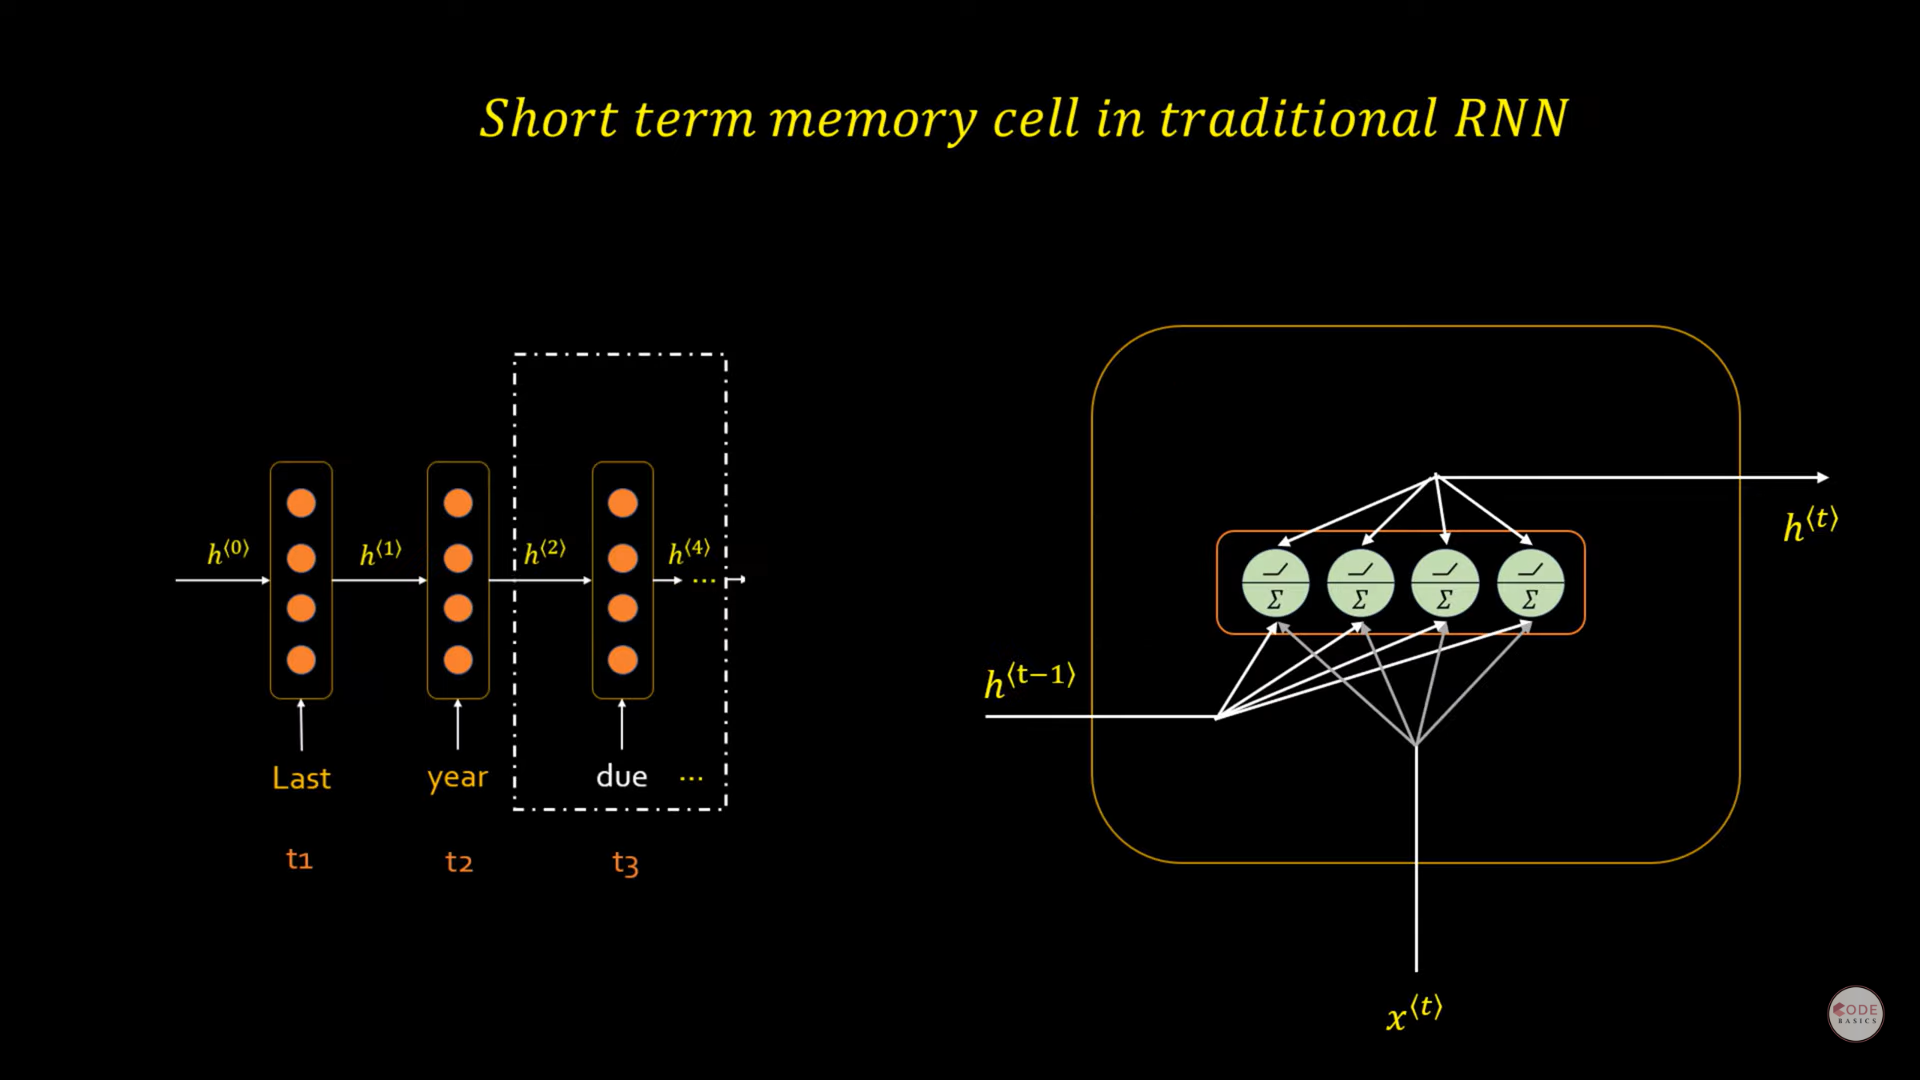 Short term memory cell in traditional RNN
h⟨0⟩ h⟨1⟩ h⟨2⟩ h⟨4⟩ ...
Last year due ...
t1 t2 t3
h⟨t⟩
Σ Σ Σ Σ
h⟨t−1⟩
x⟨t⟩
CODE
BASICS